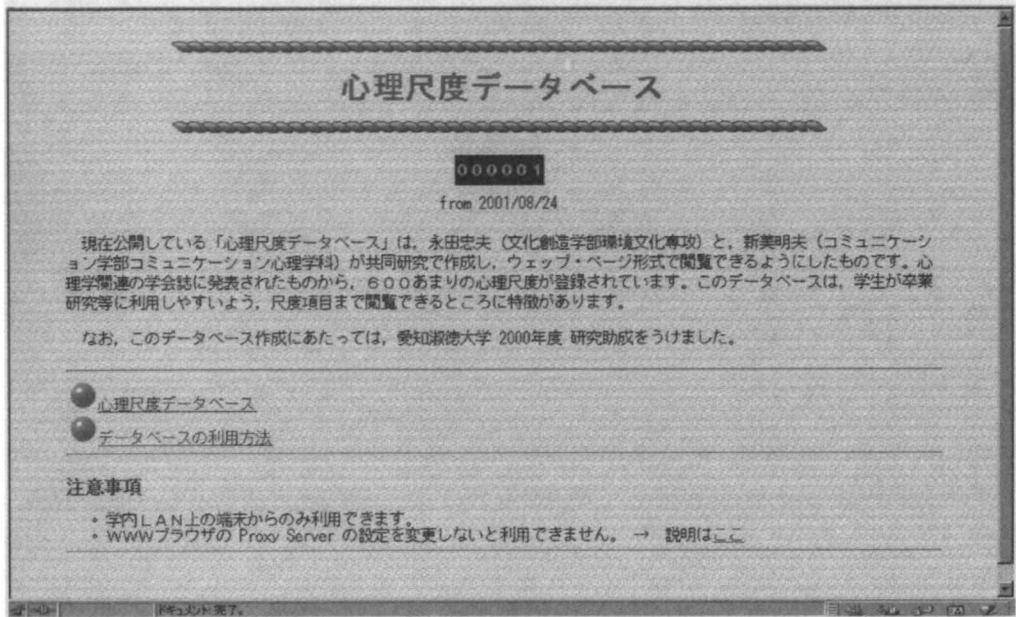 心理尺度データベース
000001
from 2001/08/24
現在公開している「心理尺度データベース」は，永田忠夫（文化創造学部環境文化専攻）と，新美明夫（コミュニケーシ
ョン学部コミュニケーション心理学科）が共同研究で作成し，ウェッブ・ページ形式で閲覧できるようにしたものです。心
理学関連の学会誌に発表されたものから，６００あまりの心理尺度が登録されています。このデータベースは，学生が卒業
研究等に利用しやすいよう，尺度項目まで閲覧できるところに特徴があります。
なお，このデータベース作成にあたっては，愛知淑徳大学 2000年度 研究助成をうけました。
心理尺度データベース
データベースの利用方法
注意事項
・学内ＬＡＮ上の端末からのみ利用できます。
・WWWブラウザの Proxy Server の設定を変更しないと利用できません。 → 説明はここ
ドキュメント:完了。